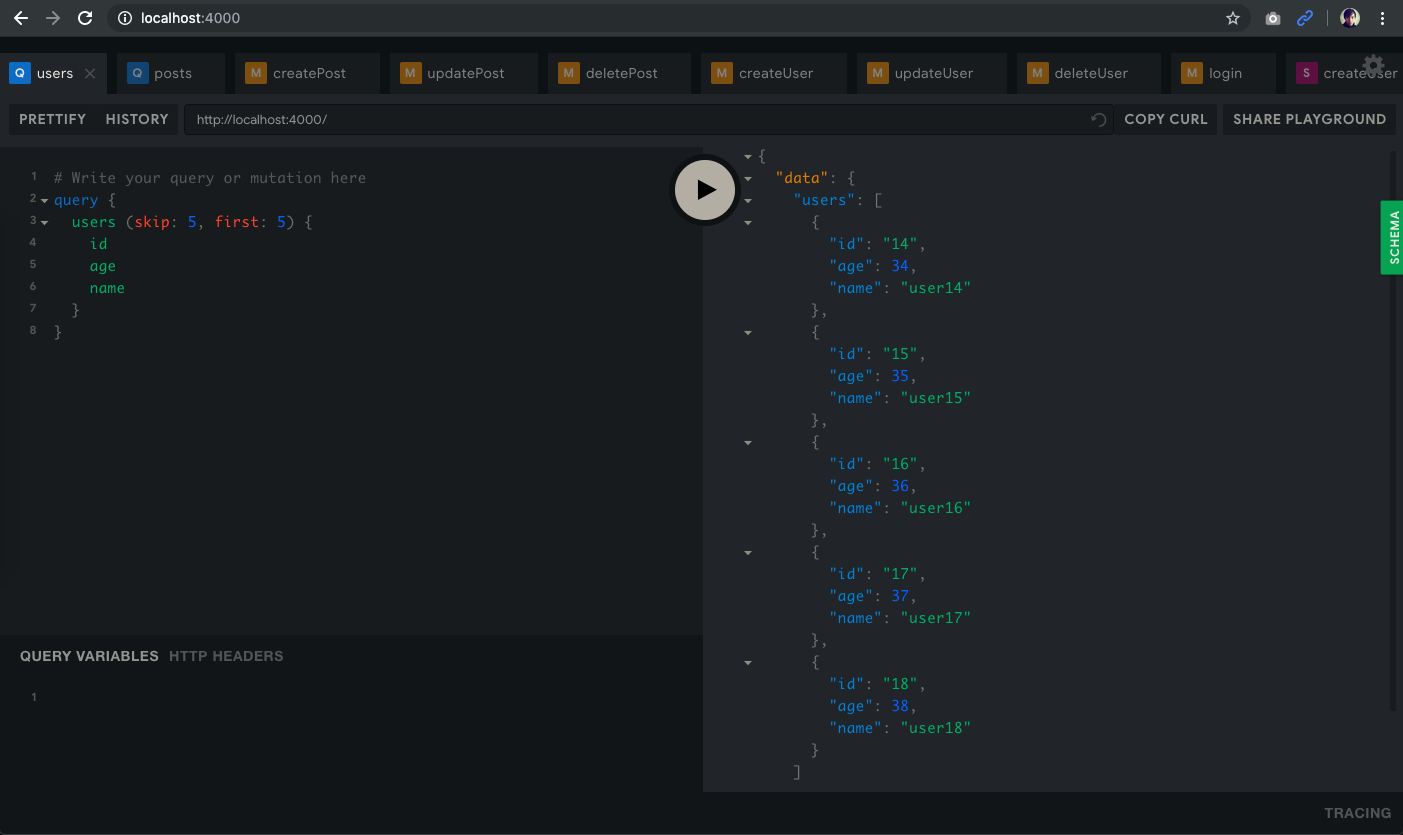 localhost:4000
Q users
Q posts
M createPost
M updatePost
M deletePost
M createUser
M updateUser
M deleteUser
M login
S createUser
PRETTIFY HISTORY http://localhost:4000/ COPY CURL SHARE PLAYGROUND
1 # Write your query or mutation here
2 query {
3 users (skip: 5, first: 5) {
4 id
5 age
6 name
7 }
8 }
QUERY VARIABLES HTTP HEADERS
1
{
"data": {
"users": [
{
"id": "14",
"age": 34,
"name": "user14"
},
{
"id": "15",
"age": 35,
"name": "user15"
},
{
"id": "16",
"age": 36,
"name": "user16"
},
{
"id": "17",
"age": 37,
"name": "user17"
},
{
"id": "18",
"age": 38,
"name": "user18"
}
]
SCHEMA
TRACING